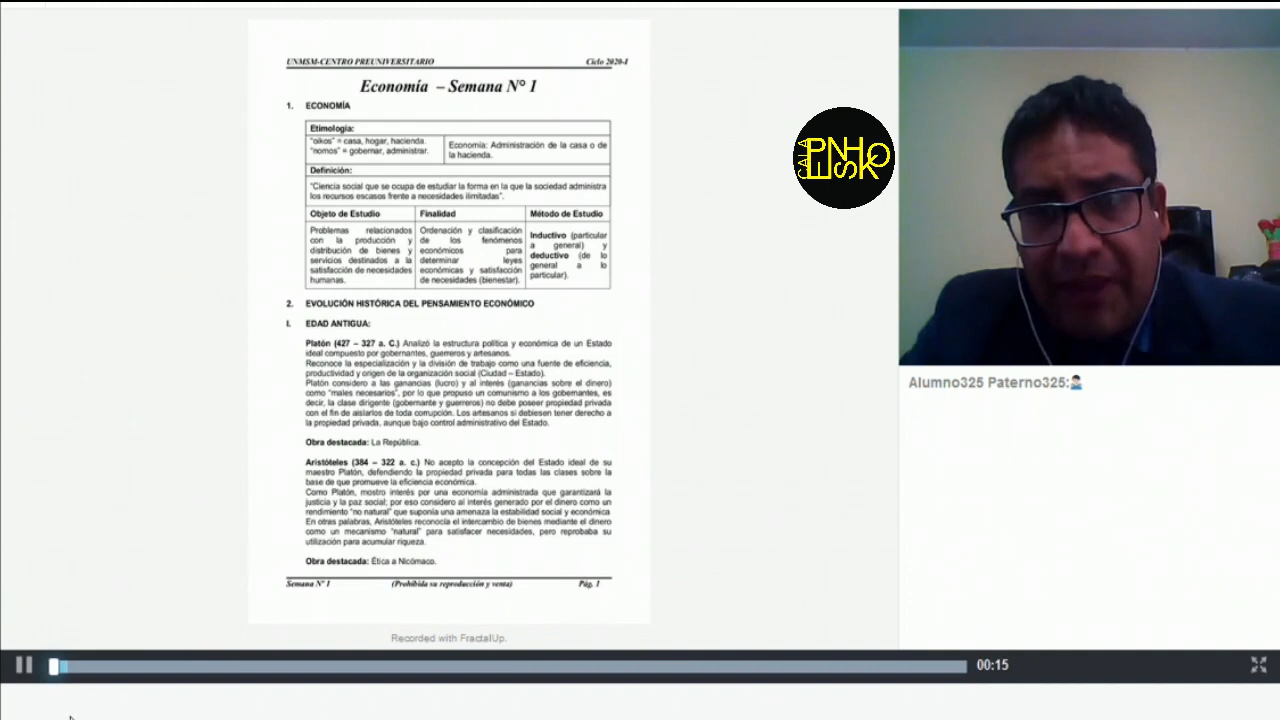 UNMSM-CENTRO PREUNIVERSITARIO Ciclo 2020-I
Economía – Semana N° 1
1. ECONOMÍA
Etimología:
“oikos” = casa, hogar, hacienda.
“nomos” = gobernar, administrar.
Economía: Administración de la casa o de
la hacienda.
Definición:
“Ciencia social que se ocupa de estudiar la forma en la que la sociedad administra
los recursos escasos frente a necesidades ilimitadas”.
Objeto de Estudio
Problemas relacionados
con la producción y
distribución de bienes y
servicios destinados a la
satisfacción de necesidades
humanas.
Finalidad
Ordenación y clasificación
de los fenómenos
económicos para
determinar leyes
económicas y satisfacción
de necesidades (bienestar).
Método de Estudio
Inductivo (particular
a general) y
deductivo (de lo
general a lo
particular).
2. EVOLUCIÓN HISTÓRICA DEL PENSAMIENTO ECONÓMICO
I. EDAD ANTIGUA:
Platón (427 – 327 a. C.) Analizó la estructura política y económica de un Estado
ideal compuesto por gobernantes, guerreros y artesanos.
Reconoce la especialización y la división de trabajo como una fuente de eficiencia,
productividad y origen de la organización social (Ciudad – Estado).
Platón considero a las ganancias (lucro) y al interés (ganancias sobre el dinero)
como “males necesarios”, por lo que propuso un comunismo a los gobernantes, es
decir, la clase dirigente (gobernante y guerreros) no debe poseer propiedad privada
con el fin de aislarlos de toda corrupción. Los artesanos si debiesen tener derecho a
la propiedad privada, aunque bajo control administrativo del Estado.
Obra destacada: La República.
Aristóteles (384 – 322 a. c.) No acepto la concepción del Estado ideal de su
maestro Platón, defendiendo la propiedad privada para todas las clases sobre la
base de que promueve la eficiencia económica.
Como Platón, mostro interés por una economía administrada que garantizará la
justicia y la paz social; por eso considero al interés generado por el dinero como un
rendimiento “no natural” que suponía una amenaza la estabilidad social y económica
En otras palabras, Aristóteles reconocía el intercambio de bienes mediante el dinero
como un mecanismo “natural” para satisfacer necesidades, pero reprobaba su
utilización para acumular riqueza.
Obra destacada: Ética a Nicómaco.
Semana N° 1 (Prohibida su reproducción y venta) Pág. 1
Recorded with FractalUp.
Alumno325 Paterno325:
00:15